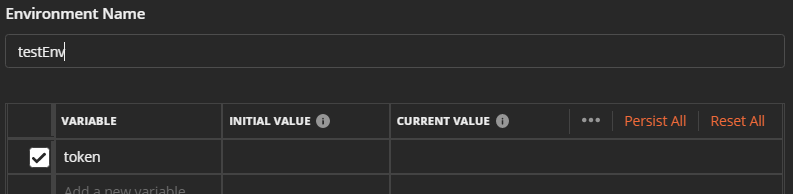 Environment Name
testEnv
VARIABLE INITIAL VALUE CURRENT VALUE ••• Persist All Reset All
token
Add a new variable